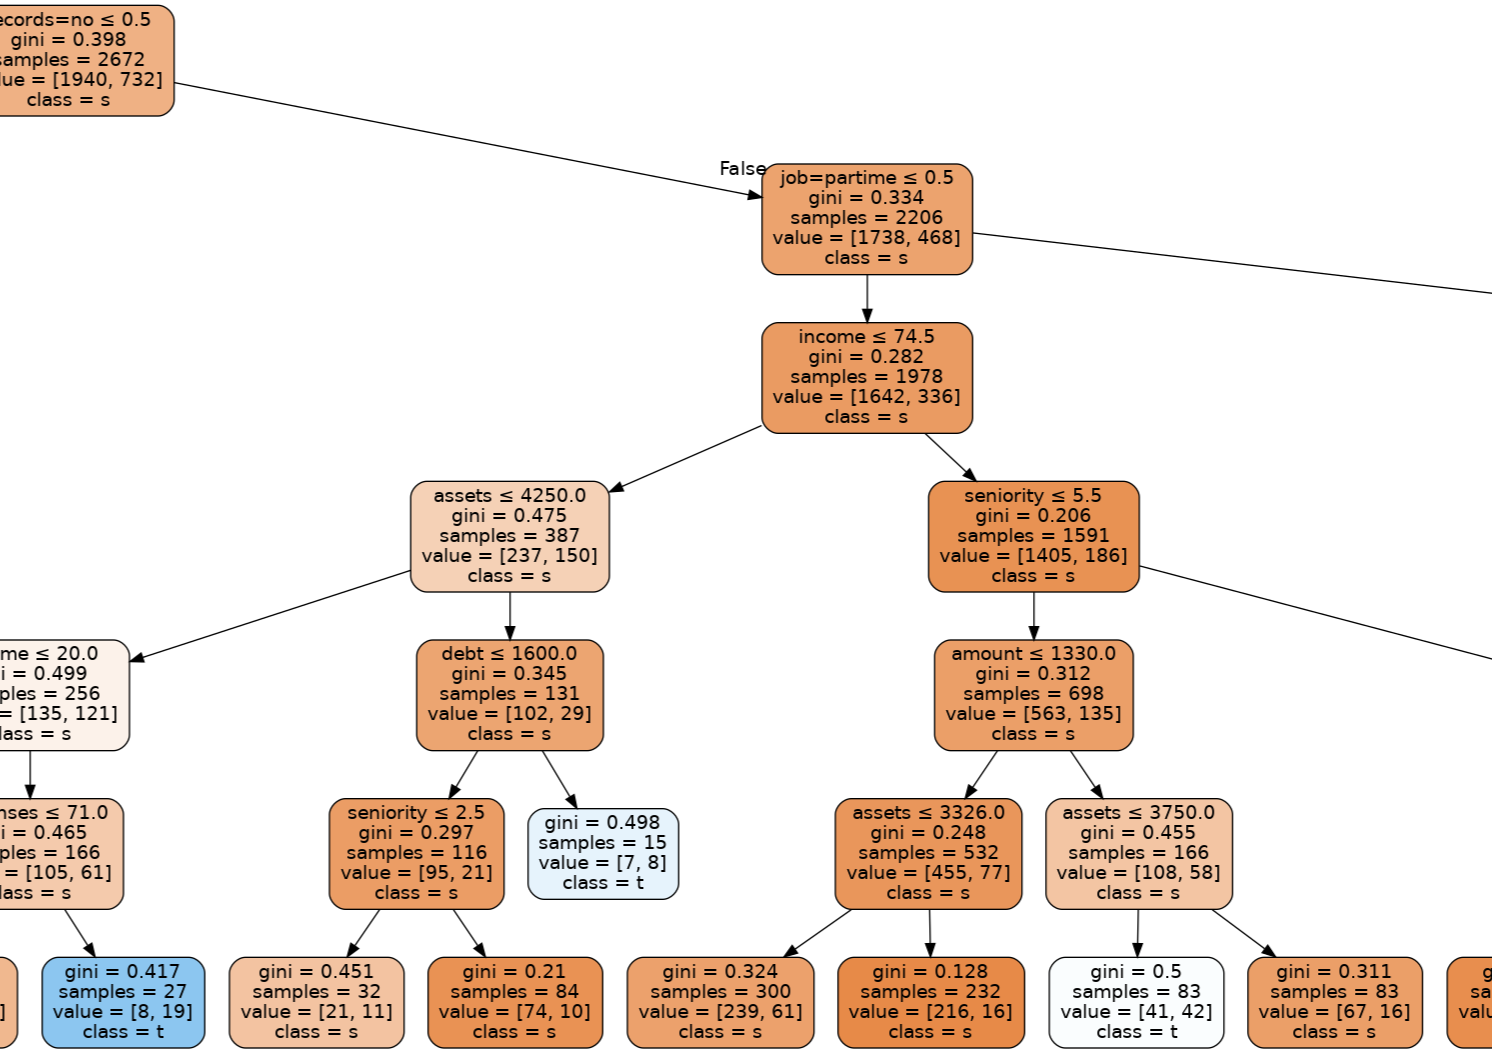 ecords=no ≤ 0.5
gini = 0.398
samples = 2672
lue = [1940, 732]
class = s
False
job=partime ≤ 0.5
gini = 0.334
samples = 2206
value = [1738, 468]
class = s
income ≤ 74.5
gini = 0.282
samples = 1978
value = [1642, 336]
class = s
assets ≤ 4250.0
gini = 0.475
samples = 387
value = [237, 150]
class = s
seniority ≤ 5.5
gini = 0.206
samples = 1591
value = [1405, 186]
class = s
me ≤ 20.0
i = 0.499
ples = 256
= [135, 121]
lass = s
debt ≤ 1600.0
gini = 0.345
samples = 131
value = [102, 29]
class = s
amount ≤ 1330.0
gini = 0.312
samples = 698
value = [563, 135]
class = s
nses ≤ 71.0
i = 0.465
ples = 166
= [105, 61]
lass = s
seniority ≤ 2.5
gini = 0.297
samples = 116
value = [95, 21]
class = s
gini = 0.498
samples = 15
value = [7, 8]
class = t
assets ≤ 3326.0
gini = 0.248
samples = 532
value = [455, 77]
class = s
assets ≤ 3750.0
gini = 0.455
samples = 166
value = [108, 58]
class = s
]
gini = 0.417
samples = 27
value = [8, 19]
class = t
gini = 0.451
samples = 32
value = [21, 11]
class = s
gini = 0.21
samples = 84
value = [74, 10]
class = s
gini = 0.324
samples = 300
value = [239, 61]
class = s
gini = 0.128
samples = 232
value = [216, 16]
class = s
gini = 0.5
samples = 83
value = [41, 42]
class = t
gini = 0.311
samples = 83
value = [67, 16]
class = s
g
sa
valu